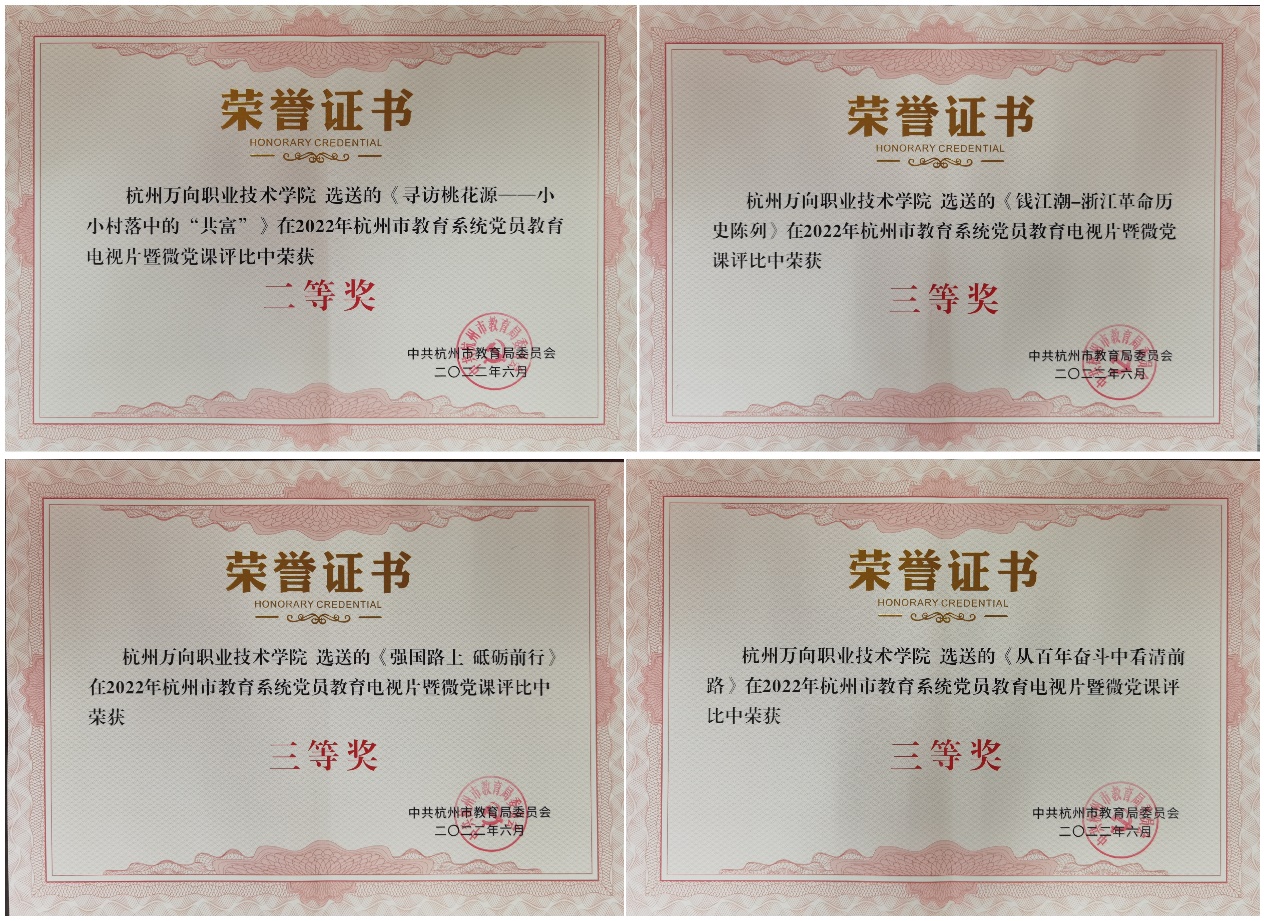 荣誉证书
HONORARY CREDENTIAL
杭州万向职业技术学院 选送的《寻访桃花源——小
小村落中的“共富”》在2022年杭州市教育系统党员教育
电视片暨微党课评比中荣获
二等奖
中共杭州市教育局委员会
二〇二二年六月
荣誉证书
HONORARY CREDENTIAL
杭州万向职业技术学院 选送的《钱江潮–浙江革命历
史陈列》在2022年杭州市教育系统党员教育电视片暨微党
课评比中荣获
三等奖
中共杭州市教育局委员会
二〇二二年六月
荣誉证书
HONORARY CREDENTIAL
杭州万向职业技术学院 选送的《强国路上 砥砺前行》
在2022年杭州市教育系统党员教育电视片暨微党课评比中
荣获
三等奖
中共杭州市教育局委员会
二〇二二年六月
荣誉证书
HONORARY CREDENTIAL
杭州万向职业技术学院 选送的《从百年奋斗中看清前
路》在2022年杭州市教育系统党员教育电视片暨微党课评
比中荣获
三等奖
中共杭州市教育局委员会
二〇二二年六月